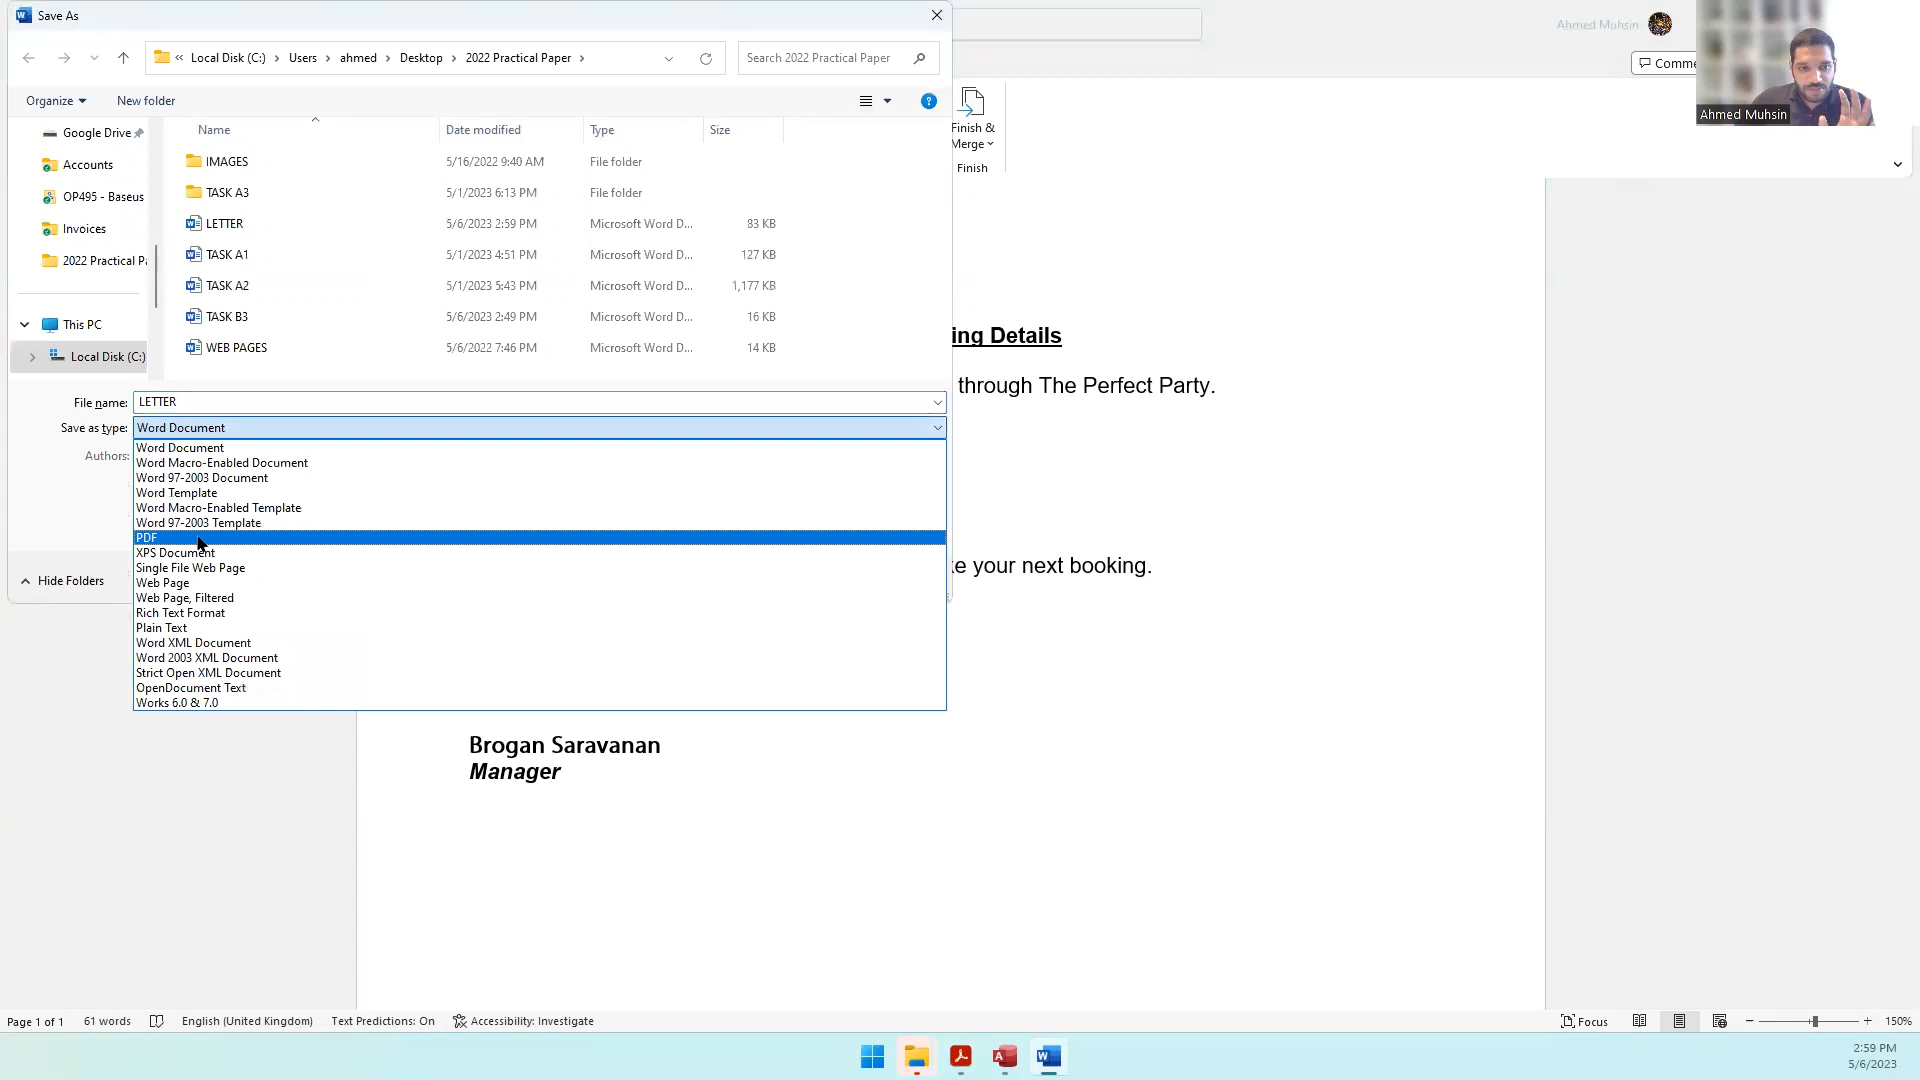 Save As
Ahmed Muhsin
« Local Disk (C:) > Users > ahmed > Desktop > 2022 Practical Paper >
Search 2022 Practical Paper
Organize
New folder
Comme
Ahmed Muhsin
Name
Date modified
Type
Size
Google Drive
Accounts
OP495 - Baseus
Invoices
2022 Practical Pa
This PC
Local Disk (C:)
IMAGES 5/16/2022 9:40 AM File folder
TASK A3 5/1/2023 6:13 PM File folder
LETTER 5/6/2023 2:59 PM Microsoft Word D... 83 KB
TASK A1 5/1/2023 4:51 PM Microsoft Word D... 127 KB
TASK A2 5/1/2023 5:43 PM Microsoft Word D... 1,177 KB
TASK B3 5/6/2023 2:49 PM Microsoft Word D... 16 KB
WEB PAGES 5/6/2022 7:46 PM Microsoft Word D... 14 KB
Finish &
Merge
Finish
File name: LETTER
Save as type: Word Document
Authors:
Word Document
Word Macro-Enabled Document
Word 97-2003 Document
Word Template
Word Macro-Enabled Template
Word 97-2003 Template
PDF
XPS Document
Single File Web Page
Web Page
Web Page, Filtered
Rich Text Format
Plain Text
Word XML Document
Word 2003 XML Document
Strict Open XML Document
OpenDocument Text
Works 6.0 & 7.0
Hide Folders
ing Details
through The Perfect Party.
e your next booking.
Brogan Saravanan
Manager
Page 1 of 1 61 words English (United Kingdom) Text Predictions: On Accessibility: Investigate
Focus
150%
2:59 PM
5/6/2023